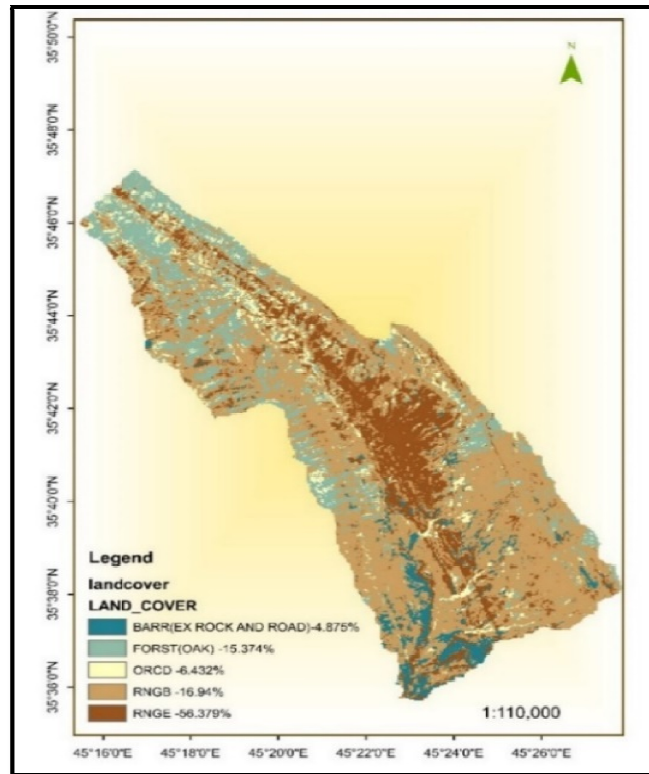 N
35°50'0"N
35°48'0"N
35°46'0"N
35°44'0"N
35°42'0"N
35°40'0"N
35°38'0"N
35°36'0"N
Legend
landcover
LAND_COVER
BARR(EX ROCK AND ROAD)-4.875%
FORST(OAK) -15.374%
ORCD -6.432%
RNGB -16.94%
RNGE -56.379%
1:110,000
45°16'0"E 45°18'0"E 45°20'0"E 45°22'0"E 45°24'0"E 45°26'0"E